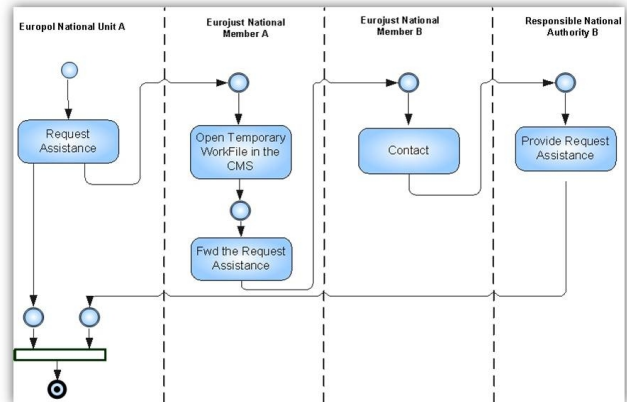 Europol National Unit A
Eurojust National
Member A
Eurojust National
Member B
Responsible National
Authority B
Request
Assistance
Open Temporary
WorkFile in the
CMS
Contact
Provide Request
Assistance
Fwd the Request
Assistance